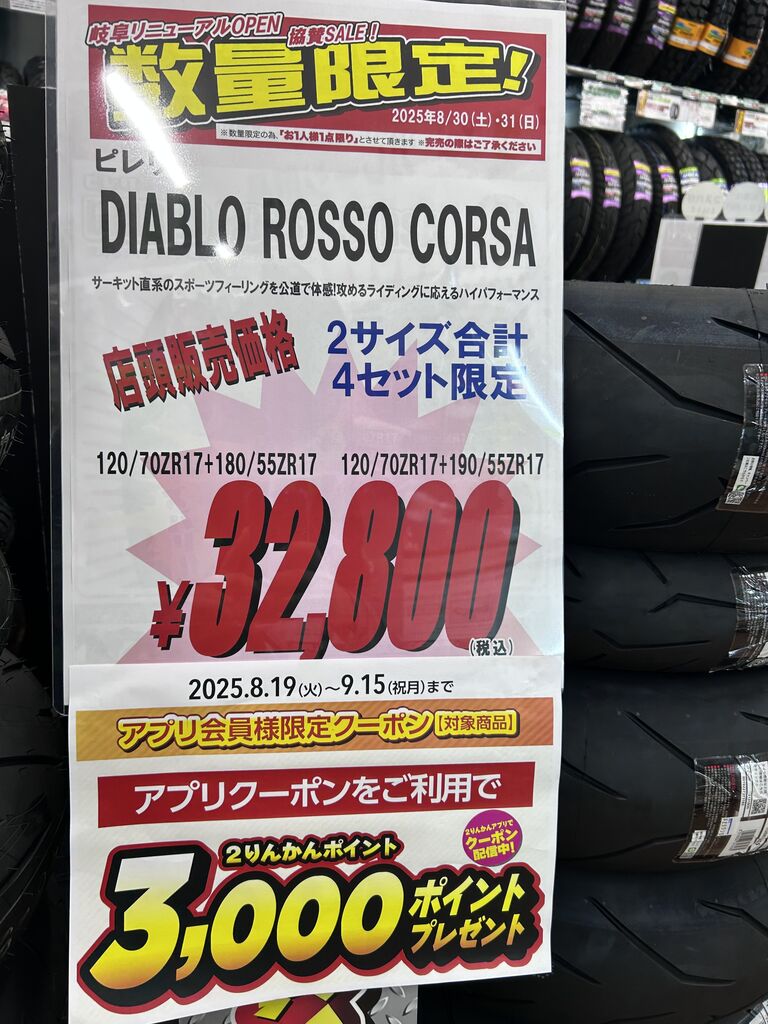 岐阜リニューアルOPEN 協賛SALE!
数量限定!
2025年8/30(土)・31(日)
※数量限定の為、「お1人様1点限り」とさせて頂きます ※完売の際はご了承ください
ピレリ
DIABLO ROSSO CORSA
サーキット直系のスポーツフィーリングを公道で体感!攻めるライディングに応えるハイパフォーマンス
店頭販売価格
2サイズ合計
4セット限定
120/70ZR17+180/55ZR17 120/70ZR17+190/55ZR17
¥32,800
(税込)
2025.8.19(火)〜9.15(祝月)まで
アプリ会員様限定クーポン【対象商品】
アプリクーポンをご利用で
2りんかんアプリで
クーポン
配信中!
2りんかんポイント
3,000ポイント
プレゼント